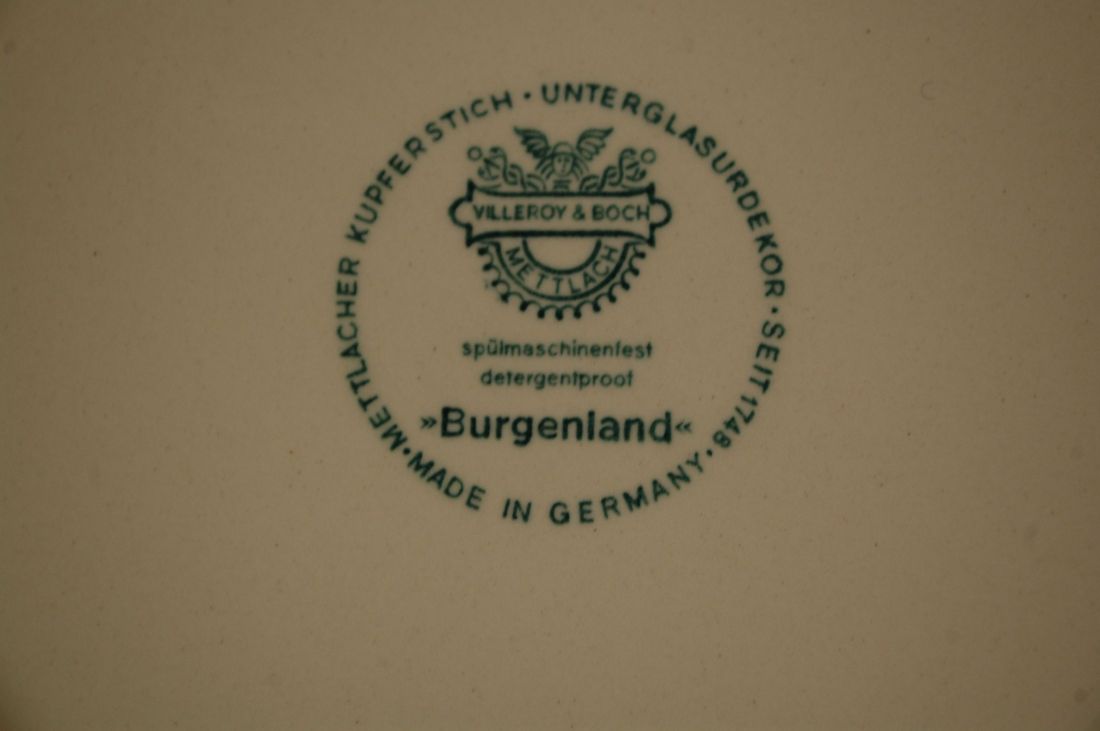 METTLACHER KUPFERSTICH · UNTERGLASURDEKOR · SEIT 1748 · MADE IN GERMANY ·
VILLEROY & BOCH
METTLACH
spülmaschinenfest
detergentproof
»Burgenland«